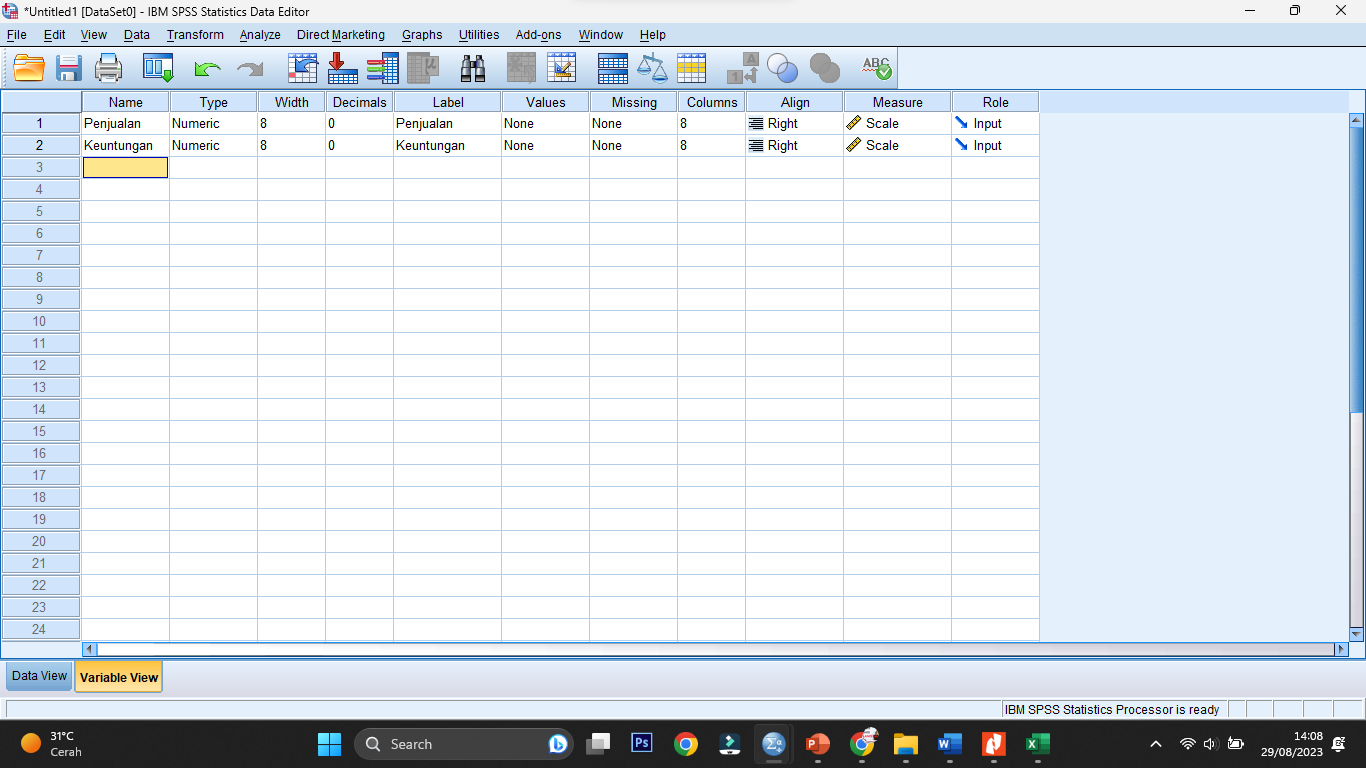 *Untitled1 [DataSet0] - IBM SPSS Statistics Data Editor
File Edit View Data Transform Analyze Direct Marketing Graphs Utilities Add-ons Window Help
Name Type Width Decimals Label Values Missing Columns Align Measure Role
1 Penjualan Numeric 8 0 Penjualan None None 8 Right Scale Input
2 Keuntungan Numeric 8 0 Keuntungan None None 8 Right Scale Input
3
4
5
6
7
8
9
10
11
12
13
14
15
16
17
18
19
20
21
22
23
24
Data View Variable View
IBM SPSS Statistics Processor is ready
31°C
Cerah
Search
14:08
29/08/2023